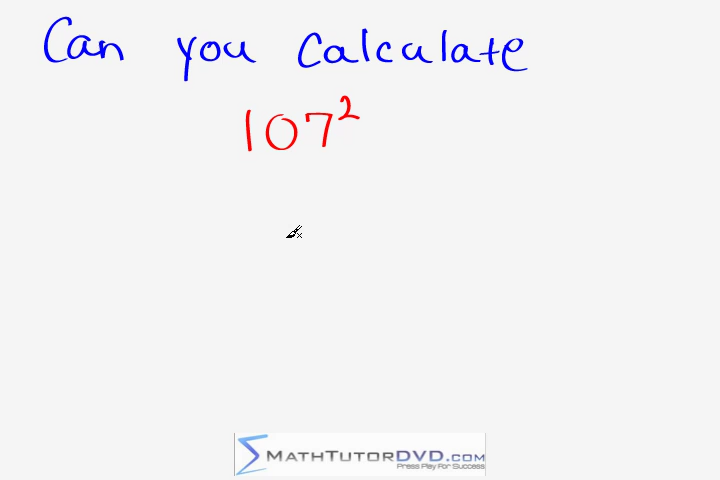 Can you calculate
107²
MATHTUTORDVD.COM
Press Play For Success